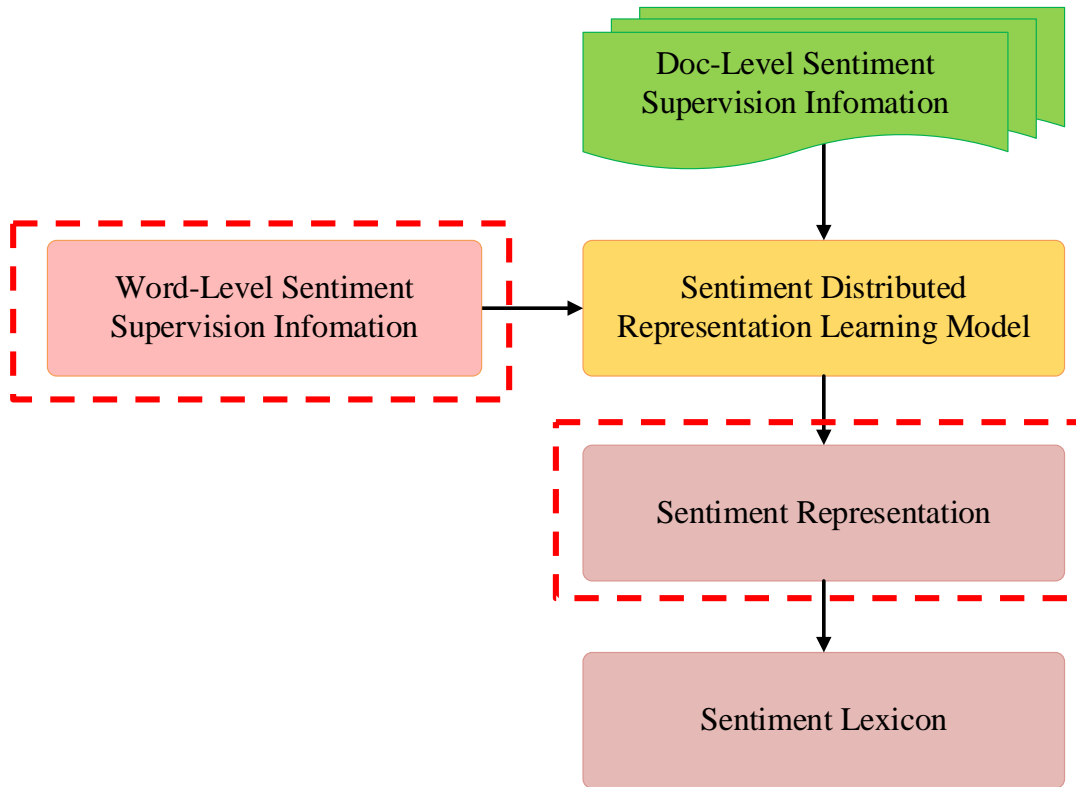 Doc-Level Sentiment
Supervision Infomation
Word-Level Sentiment
Supervision Infomation
Sentiment Distributed
Representation Learning Model
Sentiment Representation
Sentiment Lexicon